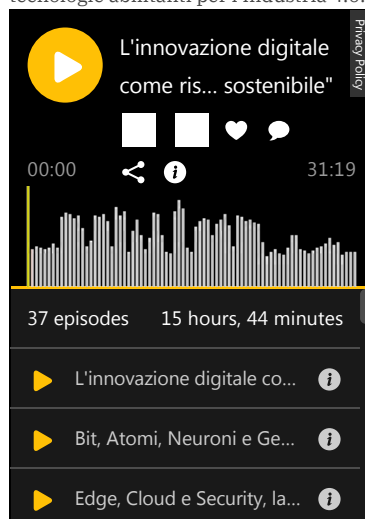 tecnologie abilitanti per l'industria 4.0.
L'innovazione digitale
come ris... sostenibile"
Privacy Policy
00:00
31:19
37 episodes
15 hours, 44 minutes
L'innovazione digitale co...
Bit, Atomi, Neuroni e Ge...
Edge, Cloud e Security, la...